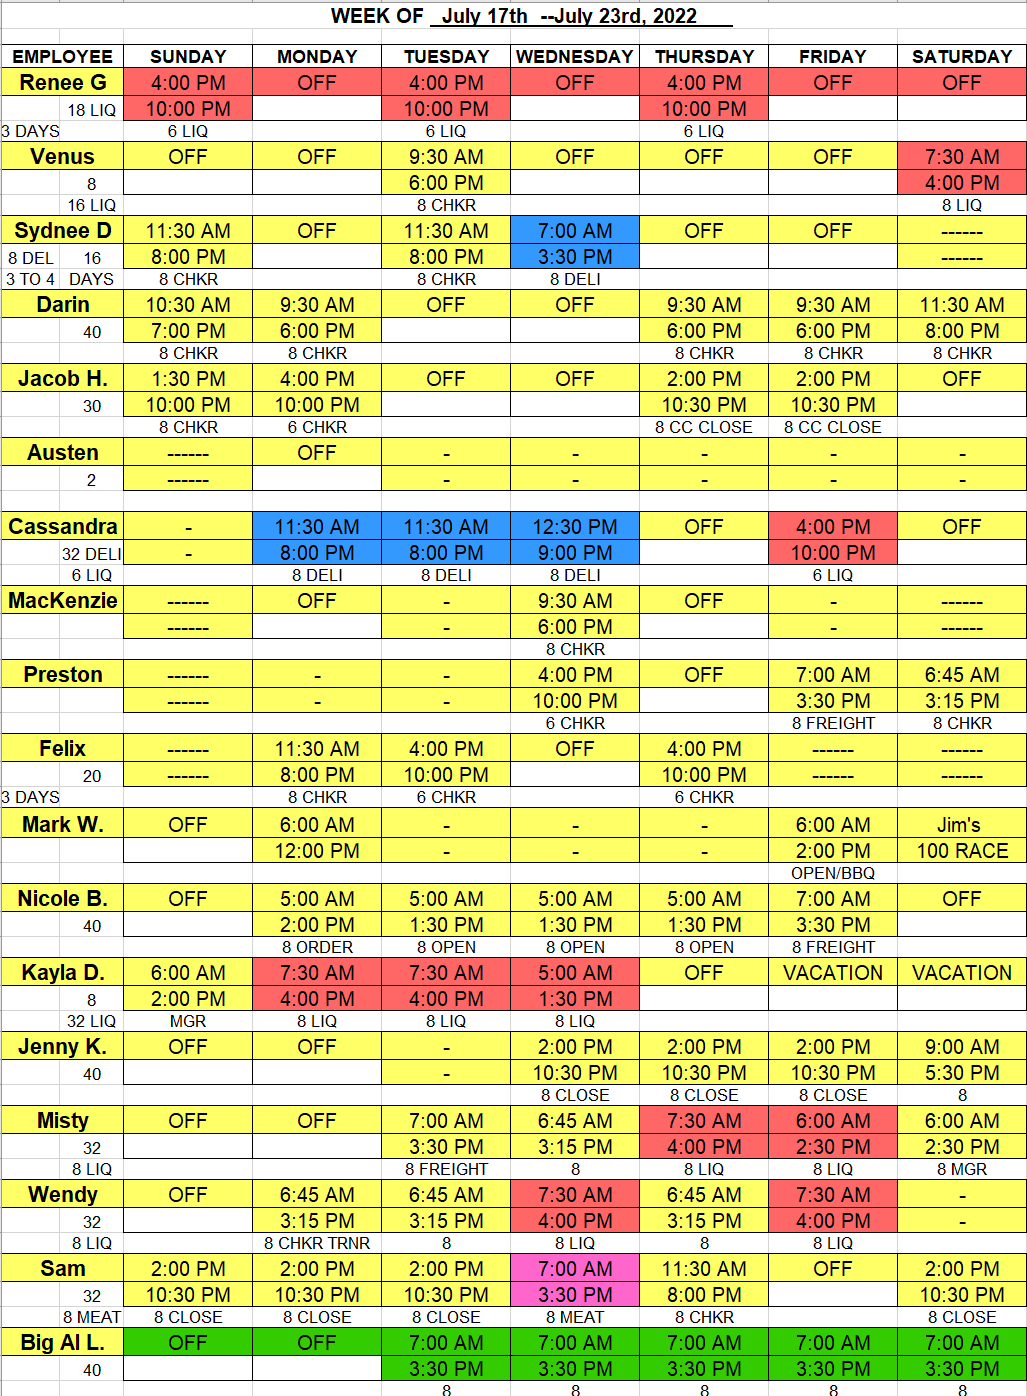 WEEK OF July 17th --July 23rd, 2022
EMPLOYEE SUNDAY MONDAY TUESDAY WEDNESDAY THURSDAY FRIDAY SATURDAY
Renee G 4:00 PM OFF 4:00 PM OFF 4:00 PM OFF OFF
18 LIQ 10:00 PM 10:00 PM 10:00 PM
3 DAYS 6 LIQ 6 LIQ 6 LIQ
Venus OFF OFF 9:30 AM OFF OFF OFF 7:30 AM
8 6:00 PM 4:00 PM
16 LIQ 8 CHKR 8 LIQ
Sydnee D 11:30 AM OFF 11:30 AM 7:00 AM OFF OFF ------
8 DEL 16 8:00 PM 8:00 PM 3:30 PM ------
3 TO 4 DAYS 8 CHKR 8 CHKR 8 DELI
Darin 10:30 AM 9:30 AM OFF OFF 9:30 AM 9:30 AM 11:30 AM
40 7:00 PM 6:00 PM 6:00 PM 6:00 PM 8:00 PM
8 CHKR 8 CHKR 8 CHKR 8 CHKR 8 CHKR
Jacob H. 1:30 PM 4:00 PM OFF OFF 2:00 PM 2:00 PM OFF
30 10:00 PM 10:00 PM 10:30 PM 10:30 PM
8 CHKR 6 CHKR 8 CC CLOSE 8 CC CLOSE
Austen ------ OFF - - - - -
2 ------ - - - - -
Cassandra - 11:30 AM 11:30 AM 12:30 PM OFF 4:00 PM OFF
32 DELI - 8:00 PM 8:00 PM 9:00 PM 10:00 PM
6 LIQ 8 DELI 8 DELI 8 DELI 6 LIQ
MacKenzie ------ OFF - 9:30 AM OFF - ------
------ - 6:00 PM - ------
8 CHKR
Preston ------ - - 4:00 PM OFF 7:00 AM 6:45 AM
------ - - 10:00 PM 3:30 PM 3:15 PM
6 CHKR 8 FREIGHT 8 CHKR
Felix ------ 11:30 AM 4:00 PM OFF 4:00 PM ------ ------
20 ------ 8:00 PM 10:00 PM 10:00 PM ------ ------
3 DAYS 8 CHKR 6 CHKR 6 CHKR
Mark W. OFF 6:00 AM - - - 6:00 AM Jim's
12:00 PM - - - 2:00 PM 100 RACE
OPEN/BBQ
Nicole B. OFF 5:00 AM 5:00 AM 5:00 AM 5:00 AM 7:00 AM OFF
40 2:00 PM 1:30 PM 1:30 PM 1:30 PM 3:30 PM
8 ORDER 8 OPEN 8 OPEN 8 OPEN 8 FREIGHT
Kayla D. 6:00 AM 7:30 AM 7:30 AM 5:00 AM OFF VACATION VACATION
8 2:00 PM 4:00 PM 4:00 PM 1:30 PM
32 LIQ MGR 8 LIQ 8 LIQ 8 LIQ
Jenny K. OFF OFF - 2:00 PM 2:00 PM 2:00 PM 9:00 AM
40 - 10:30 PM 10:30 PM 10:30 PM 5:30 PM
8 CLOSE 8 CLOSE 8 CLOSE 8
Misty OFF OFF 7:00 AM 6:45 AM 7:30 AM 6:00 AM 6:00 AM
32 3:30 PM 3:15 PM 4:00 PM 2:30 PM 2:30 PM
8 LIQ 8 FREIGHT 8 8 LIQ 8 LIQ 8 MGR
Wendy OFF 6:45 AM 6:45 AM 7:30 AM 6:45 AM 7:30 AM -
32 3:15 PM 3:15 PM 4:00 PM 3:15 PM 4:00 PM -
8 LIQ 8 CHKR TRNR 8 8 LIQ 8 8 LIQ
Sam 2:00 PM 2:00 PM 2:00 PM 7:00 AM 11:30 AM OFF 2:00 PM
32 10:30 PM 10:30 PM 10:30 PM 3:30 PM 8:00 PM 10:30 PM
8 MEAT 8 CLOSE 8 CLOSE 8 CLOSE 8 MEAT 8 CHKR 8 CLOSE
Big Al L. OFF OFF 7:00 AM 7:00 AM 7:00 AM 7:00 AM 7:00 AM
40 3:30 PM 3:30 PM 3:30 PM 3:30 PM 3:30 PM
8 8 8 8 8